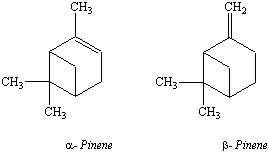 CH₃ CH₂
CH₃ CH₃
CH₃ CH₃
α- Pinene β- Pinene